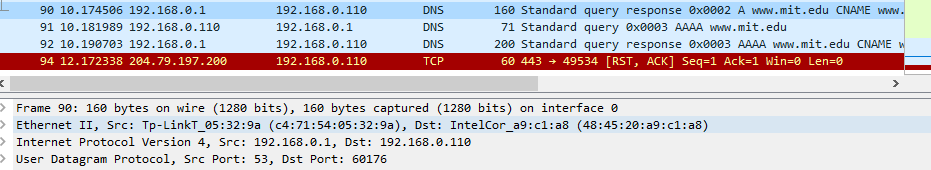 90 10.174506 192.168.0.1 192.168.0.110 DNS 160 Standard query response 0x0002 A www.mit.edu CNAME www.
91 10.181989 192.168.0.110 192.168.0.1 DNS 71 Standard query 0x0003 AAAA www.mit.edu
92 10.190703 192.168.0.1 192.168.0.110 DNS 200 Standard query response 0x0003 AAAA www.mit.edu CNAME w
94 12.172338 204.79.197.200 192.168.0.110 TCP 60 443 → 49534 [RST, ACK] Seq=1 Ack=1 Win=0 Len=0
Frame 90: 160 bytes on wire (1280 bits), 160 bytes captured (1280 bits) on interface 0
Ethernet II, Src: Tp-LinkT_05:32:9a (c4:71:54:05:32:9a), Dst: IntelCor_a9:c1:a8 (48:45:20:a9:c1:a8)
Internet Protocol Version 4, Src: 192.168.0.1, Dst: 192.168.0.110
User Datagram Protocol, Src Port: 53, Dst Port: 60176